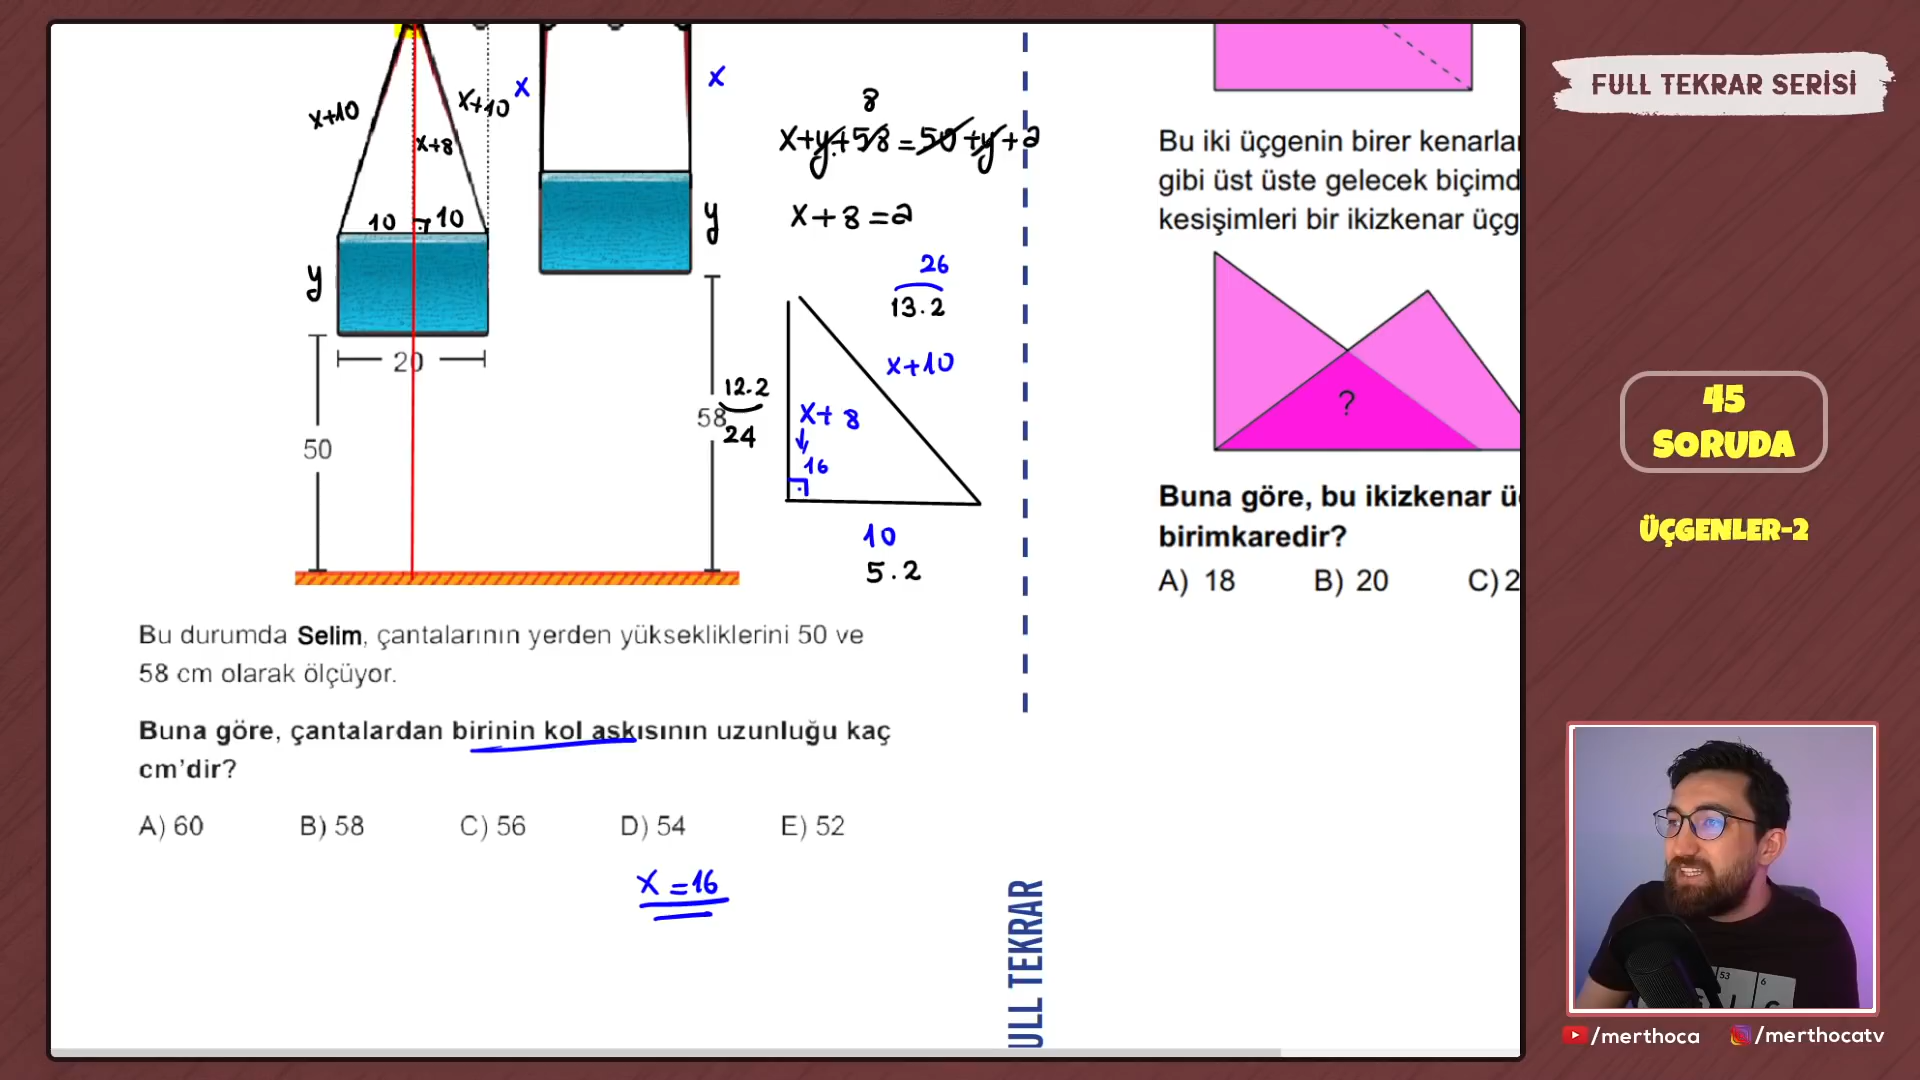 x+10
x+10
x+8
10
10
y
20
50
x
x
y
58
8
x+y+58=50+y+a
x+8=a
26
13.2
x+10
12.2
24
x+8
16
10
5.2
Bu durumda Selim, çantalarının yerden yüksekliklerini 50 ve
58 cm olarak ölçüyor.
Buna göre, çantalardan birinin kol askısının uzunluğu kaç
cm'dir?
A) 60 B) 58 C) 56 D) 54 E) 52
x=16
ULL TEKRAR
Bu iki üçgenin birer kenarlar
gibi üst üste gelecek biçimd
kesişimleri bir ikizkenar üçg
?
Buna göre, bu ikizkenar ü
birimkaredir?
A) 18 B) 20 C) 2
FULL TEKRAR SERİSİ
45
SORUDA
ÜÇGENLER-2
53 6
/merthoca /merthocatv